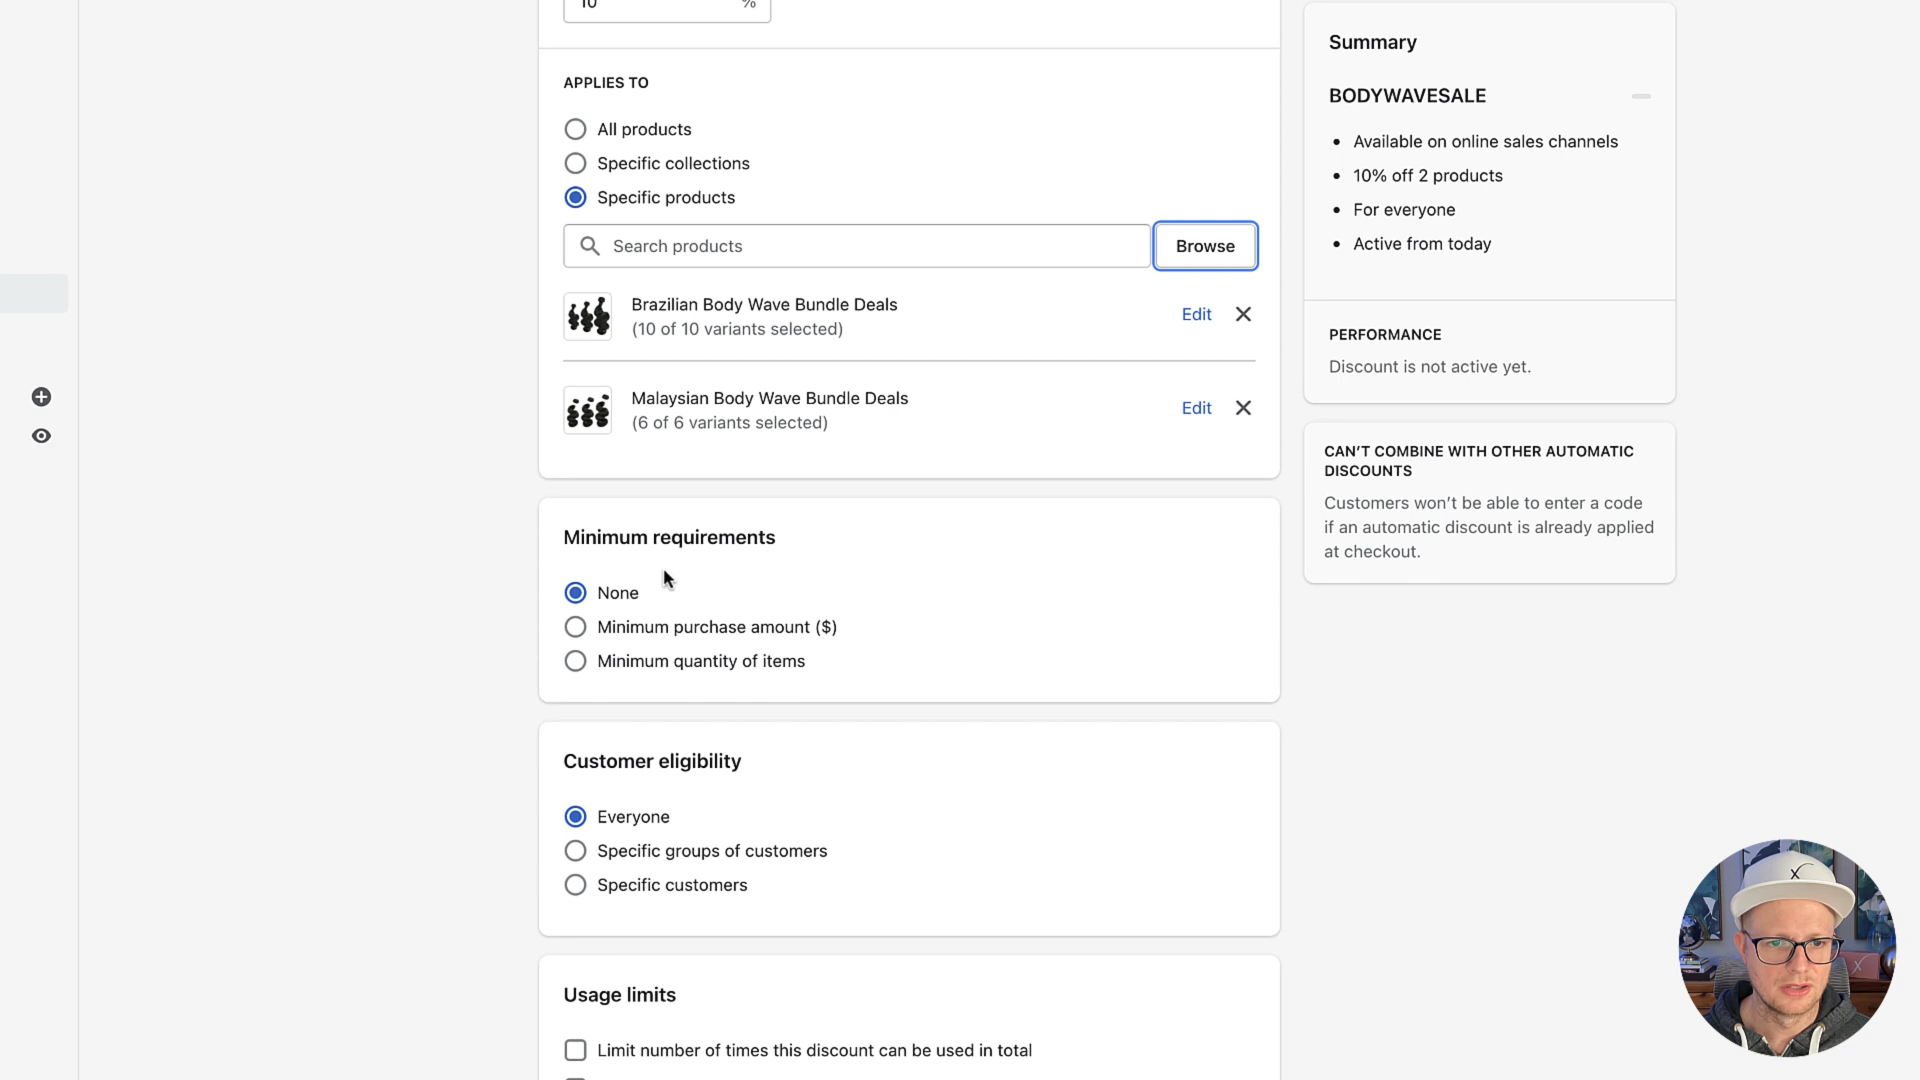 10 %
APPLIES TO
All products
Specific collections
Specific products
Search products
Browse
Brazilian Body Wave Bundle Deals
(10 of 10 variants selected)
Edit
Malaysian Body Wave Bundle Deals
(6 of 6 variants selected)
Edit
Minimum requirements
None
Minimum purchase amount ($)
Minimum quantity of items
Customer eligibility
Everyone
Specific groups of customers
Specific customers
Usage limits
Limit number of times this discount can be used in total
Summary
BODYWAVESALE
• Available on online sales channels
• 10% off 2 products
• For everyone
• Active from today
PERFORMANCE
Discount is not active yet.
CAN’T COMBINE WITH OTHER AUTOMATIC
DISCOUNTS
Customers won’t be able to enter a code
if an automatic discount is already applied
at checkout.
X